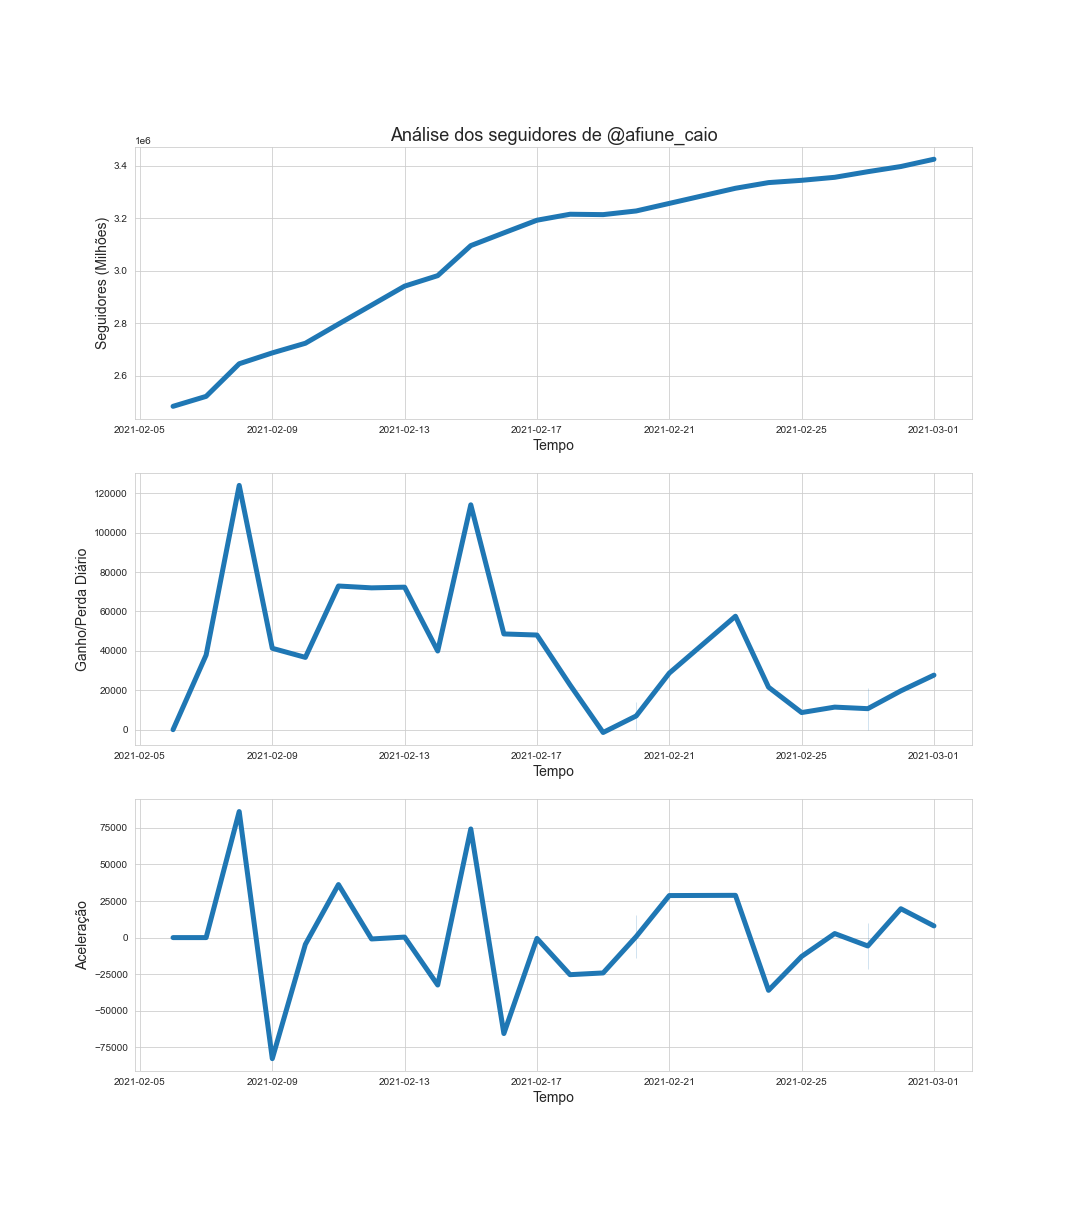 Análise dos seguidores de @afiune_caio
1e6
3.4
3.2
3.0
2.8
2.6
Seguidores (Milhões)
2021-02-05 2021-02-09 2021-02-13 2021-02-17 2021-02-21 2021-02-25 2021-03-01
Tempo
120000
100000
80000
60000
40000
20000
0
Ganho/Perda Diário
2021-02-05 2021-02-09 2021-02-13 2021-02-17 2021-02-21 2021-02-25 2021-03-01
Tempo
75000
50000
25000
0
−25000
−50000
−75000
Aceleração
2021-02-05 2021-02-09 2021-02-13 2021-02-17 2021-02-21 2021-02-25 2021-03-01
Tempo